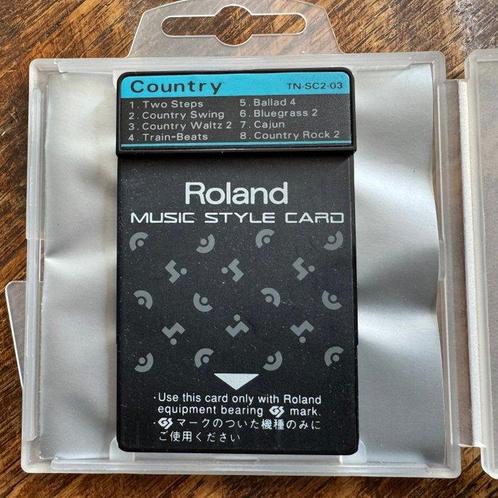 Country TN-SC2-03
1. Two Steps 5. Ballad 4
2. Country Swing 6. Bluegrass 2
3. Country Waltz 2 7. Cajun
4. Train-Beats 8. Country Rock 2
Roland
MUSIC STYLE CARD
・Use this card only with Roland
equipment bearing GS mark.
・GSマークのついた機種のみに
ご使用ください